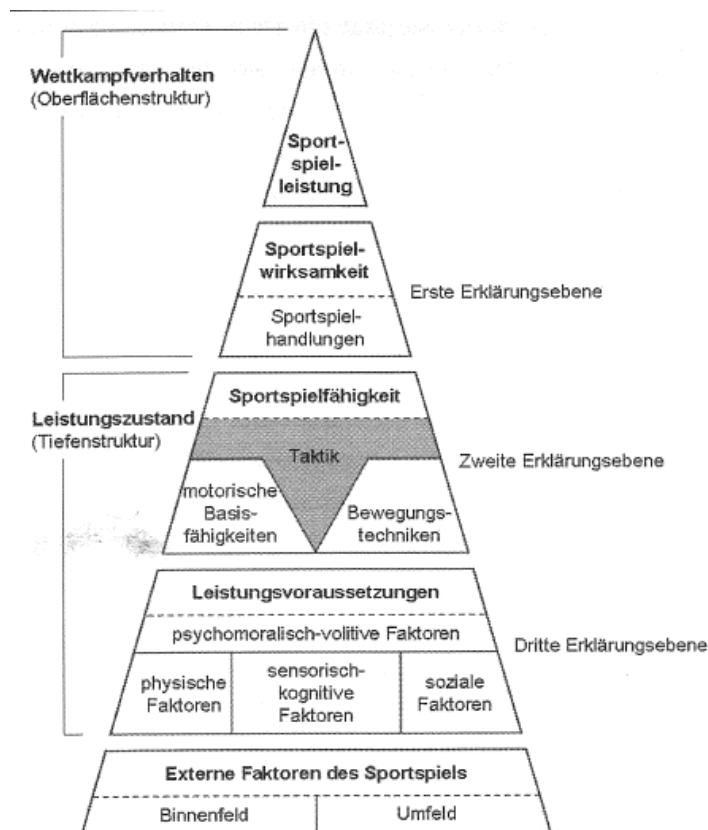 Wettkampfverhalten
(Oberflächenstruktur)
Sport-
spiel-
leistung
Sportspiel-
wirksamkeit
Erste Erklärungsebene
Sportspiel-
handlungen
Sportspielfähigkeit
Leistungszustand
(Tiefenstruktur)
Taktik
Zweite Erklärungsebene
motorische
Basis-
fähigkeiten
Bewegungs-
techniken
Leistungsvoraussetzungen
psychomoralisch-volitive Faktoren
Dritte Erklärungsebene
physische
Faktoren
sensorisch-
kognitive
Faktoren
soziale
Faktoren
Externe Faktoren des Sportspiels
Binnenfeld
Umfeld